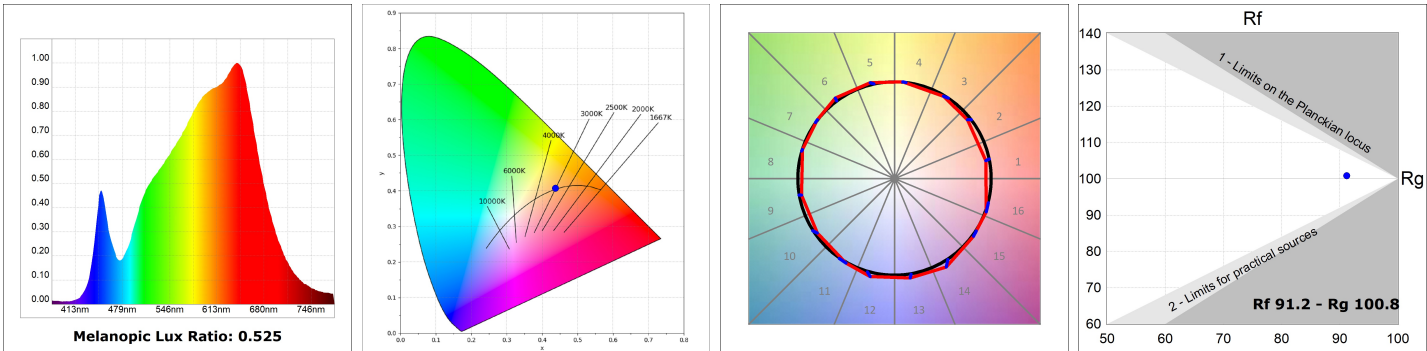 1.00
0.90
0.80
0.70
0.60
0.50
0.40
0.30
0.20
0.10
0.00
413nm 479nm 546nm 613nm 680nm 746nm
Melanopic Lux Ratio: 0.525
0.9
0.8
0.7
0.6
0.5
0.4
0.3
0.2
0.1
0.0
y
0.0 0.1 0.2 0.3 0.4 0.5 0.6 0.7 0.8
x
10000K
6000K
4000K
3000K
2500K
2000K
1667K
1
2
3
4
5
6
7
8
9
10
11
12
13
14
15
16
Rf
140
130
120
110
100
90
80
70
60
50 60 70 80 90 100
Rg
1 - Limits on the Planckian locus
2 - Limits for practical sources
Rf 91.2 - Rg 100.8